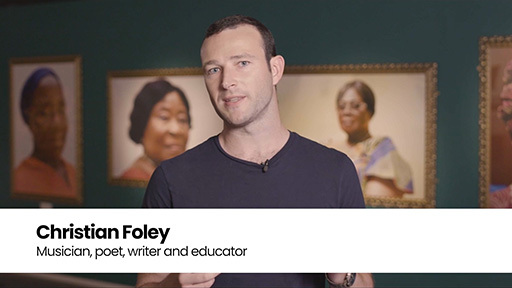 Christian Foley
Musician, poet, writer and educator